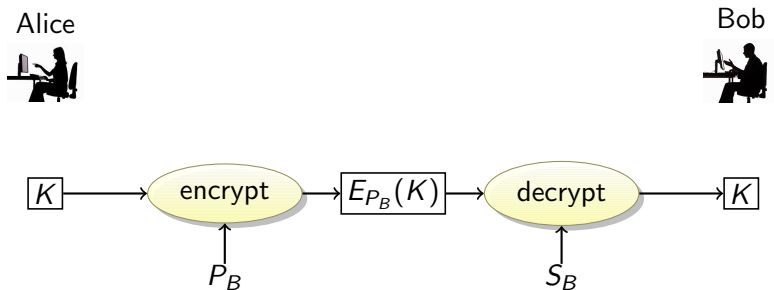 Alice Bob
K encrypt E_{P_B}(K) decrypt K
P_B S_B